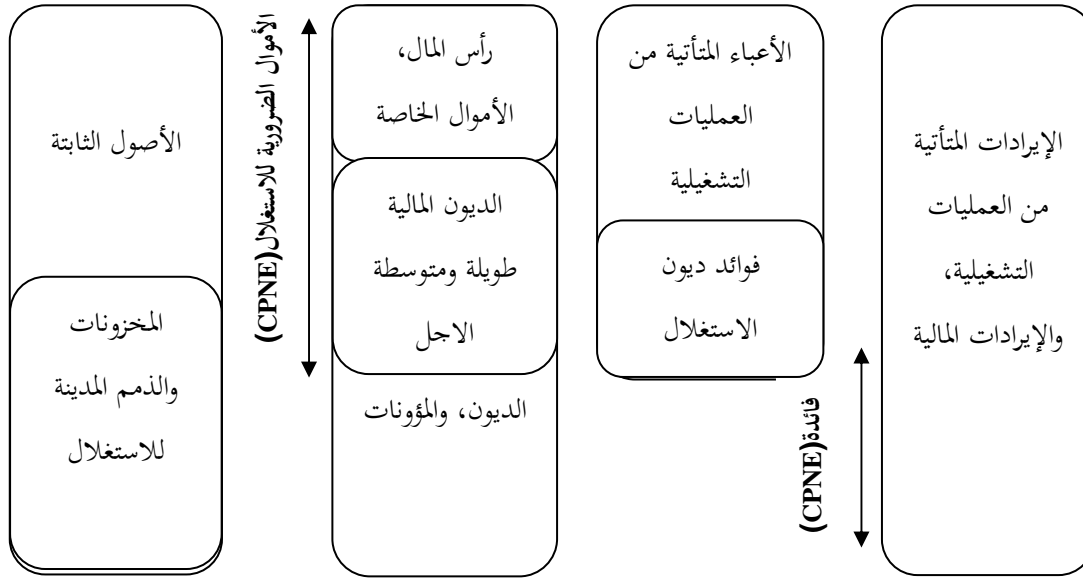 الإيرادات المتأتية
من العمليات
التشغيلية،
والإيرادات المالية
فائدة(CPNE)
الأعباء المتأتية من
العمليات
التشغيلية
فوائد ديون
الاستغلال
رأس المال،
الأموال الخاصة
الديون المالية
طويلة ومتوسطة
الاجل
الديون، والمؤونات
الأموال الضرورية للاستغلال(CPNE)
الأصول الثابتة
المخزونات
والذمم المدينة
للاستغلال